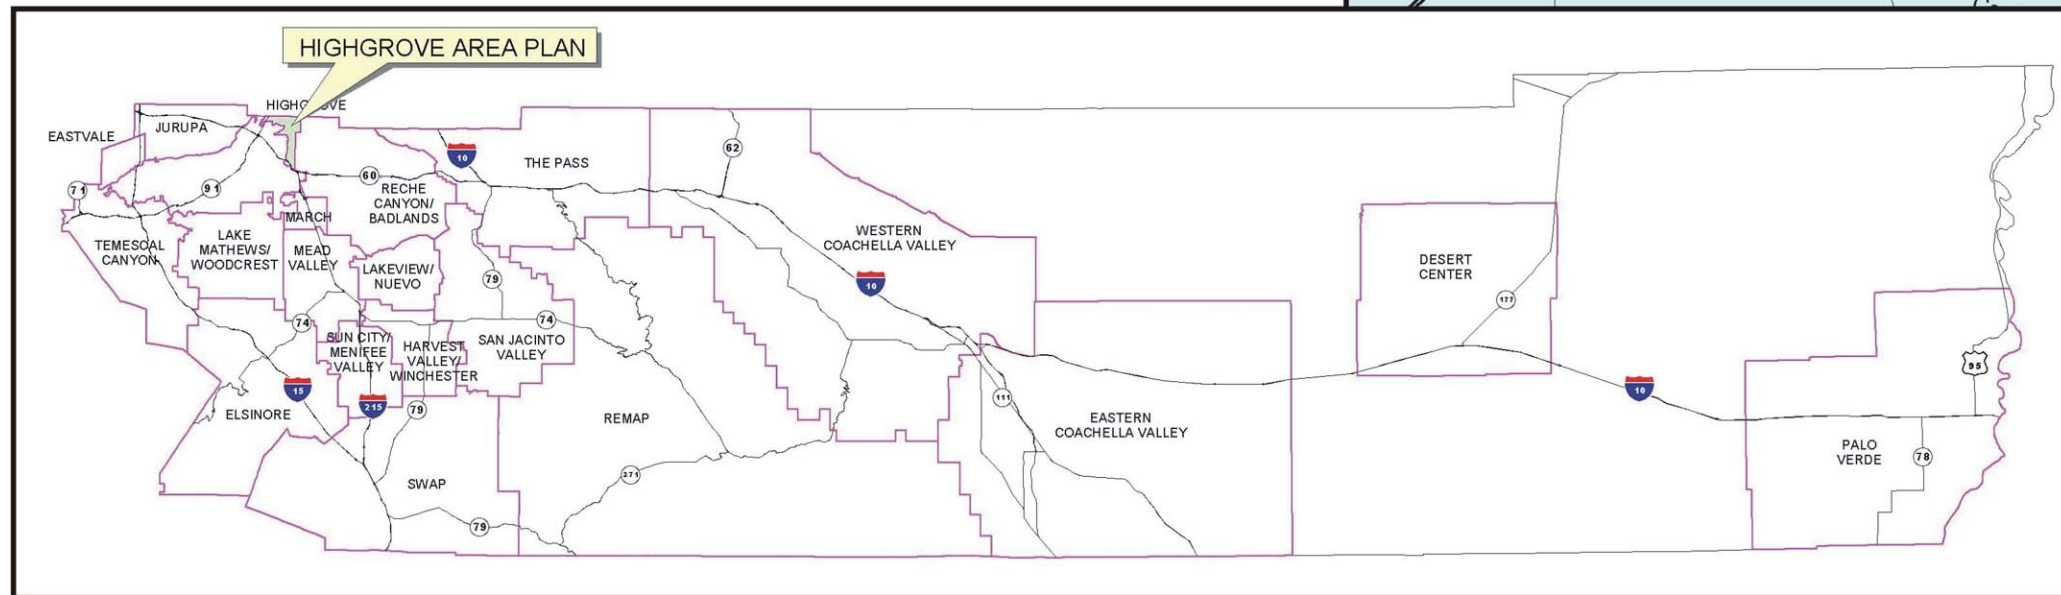 HIGHGROVE AREA PLAN
HIGHGROVE
JURUPA
EASTVALE
10
62
THE PASS
60
71
91
RECHE
CANYON/
BADLANDS
MARCH
LAKE
MATHEWS/
WOODCREST
TEMESCAL
CANYON
MEAD
VALLEY
LAKEVIEW/
NUEVO
79
WESTERN
COACHELLA VALLEY
10
DESERT
CENTER
177
74
74
SUN CITY/
MENIFEE
VALLEY
HARVEST
VALLEY/
WINCHESTER
SAN JACINTO
VALLEY
95
15
215
79
10
111
ELSINORE
REMAP
EASTERN
COACHELLA VALLEY
PALO
VERDE
78
371
SWAP
79